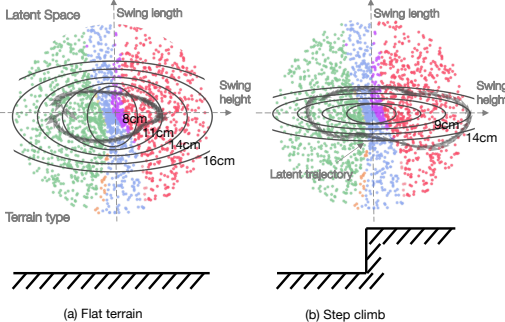 Latent Space
Swing length
Swing height
8cm
11cm
14cm
16cm
Terrain type
(a) Flat terrain
Swing length
Swing height
9cm
14cm
Latent trajectory
(b) Step climb